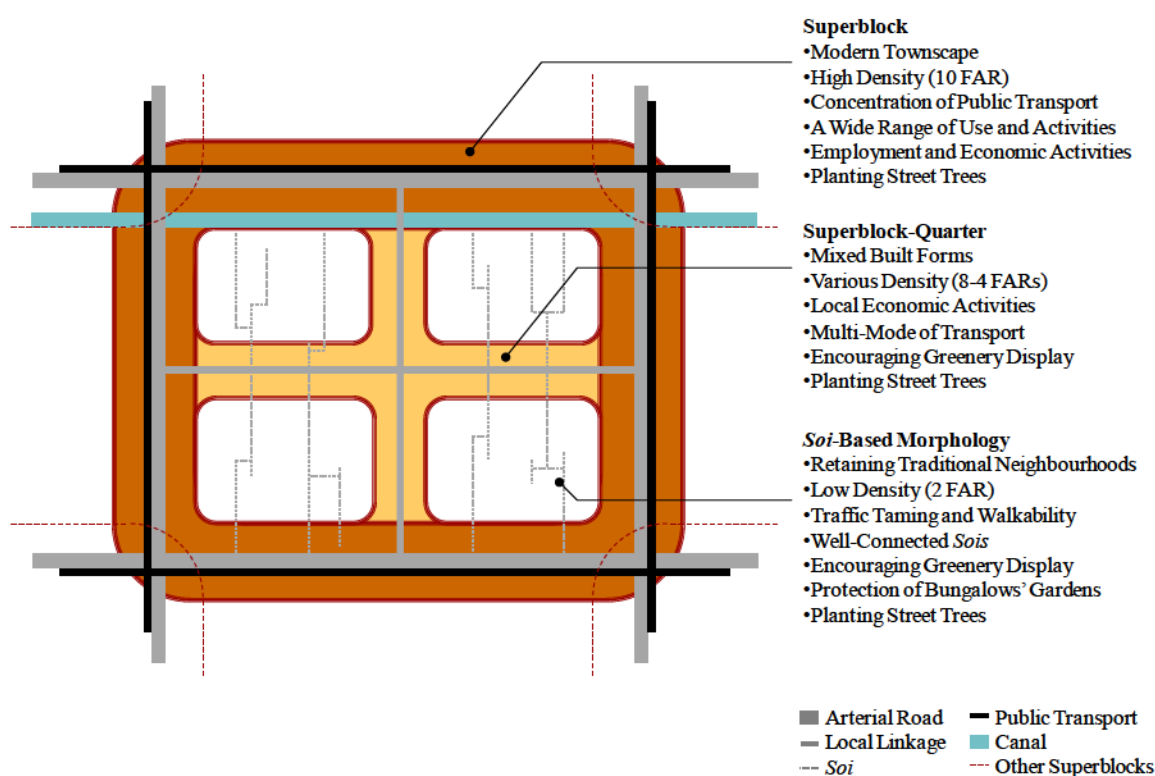 Superblock
•Modern Townscape
•High Density (10 FAR)
•Concentration of Public Transport
•A Wide Range of Use and Activities
•Employment and Economic Activities
•Planting Street Trees
Superblock-Quarter
•Mixed Built Forms
•Various Density (8-4 FARs)
•Local Economic Activities
•Multi-Mode of Transport
•Encouraging Greenery Display
•Planting Street Trees
Soi-Based Morphology
•Retaining Traditional Neighbourhoods
•Low Density (2 FAR)
•Traffic Taming and Walkability
•Well-Connected Sois
•Encouraging Greenery Display
•Protection of Bungalows’ Gardens
•Planting Street Trees
Arterial Road
Local Linkage
Soi
Public Transport
Canal
Other Superblocks